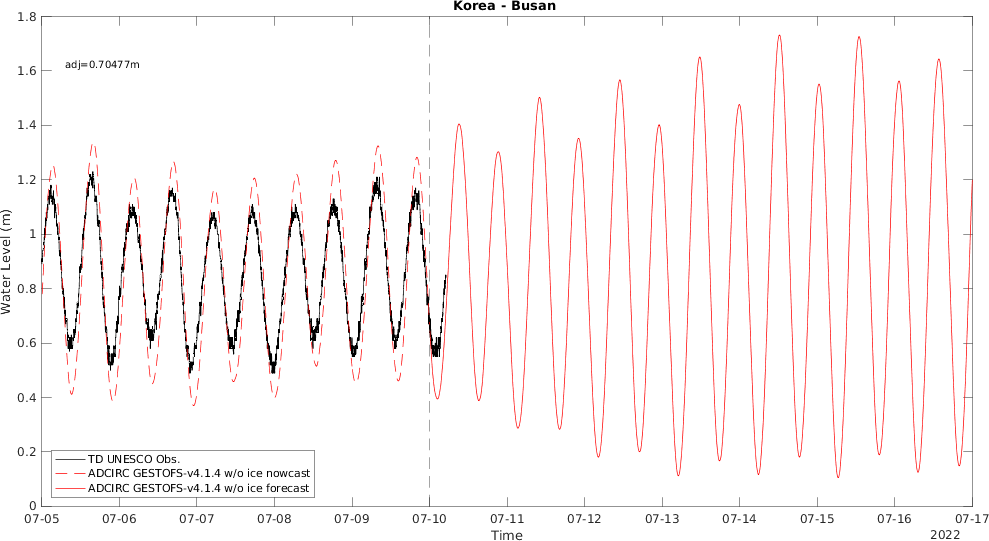 Korea - Busan
1.8
1.6
1.4
1.2
1
0.8
0.6
0.4
0.2
0
Water Level (m)
adj=0.70477m
TD UNESCO Obs.
ADCIRC GESTOFS-v4.1.4 w/o ice nowcast
ADCIRC GESTOFS-v4.1.4 w/o ice forecast
07-05 07-06 07-07 07-08 07-09 07-10 07-11 07-12 07-13 07-14 07-15 07-16 07-17
Time
2022